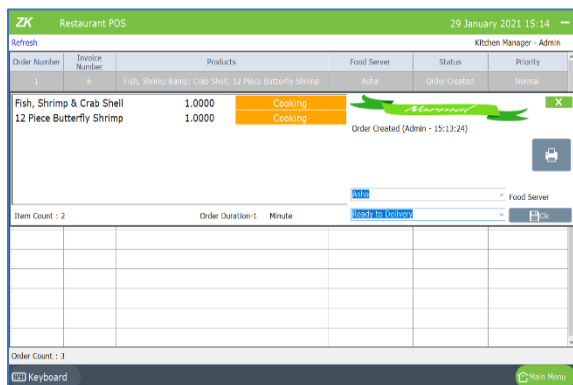 ZK Restaurant POS 29 January 2021 15:14
Refresh Kitchen Manager - Admin
Order Number Invoice Number Products Food Server Status Priority
1 6 Fish, Shrimp &amp; Crab Shell, 12 Piece Butterfly Shrimp Asha Order Created Normal
Fish, Shrimp & Crab Shell 1.0000 Cooking Normal X
12 Piece Butterfly Shrimp 1.0000 Cooking
Order Created (Admin - 15:13:24)
Asha Food Server
Item Count : 2 Order Duration-1 Minute Ready to Delivery Ok
Order Count : 3
Keyboard Main Menu